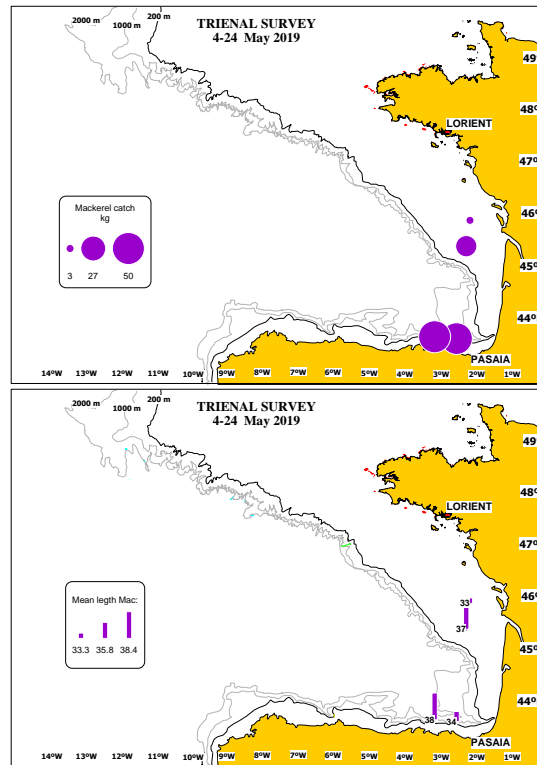 2000 m
200 m
1000 m
TRIENAL SURVEY
4-24 May 2019
49
48º
LORIENT
47º
46º
Mackerel catch
kg
3 27 50
45º
44º
PASAIA
14ºW 13ºW 12ºW 11ºW 10ºW 9ºW 8ºW 7ºW 6ºW 5ºW 4ºW 3ºW 2ºW 1ºW
2000 m
200 m
1000 m
TRIENAL SURVEY
4-24 May 2019
49
48º
LORIENT
47º
46º
33
Mean legth Mac:
37
33.3 35.8 38.4
45º
44º
38 34
PASAIA
14ºW 13ºW 12ºW 11ºW 10ºW 9ºW 8ºW 7ºW 6ºW 5ºW 4ºW 3ºW 2ºW 1ºW